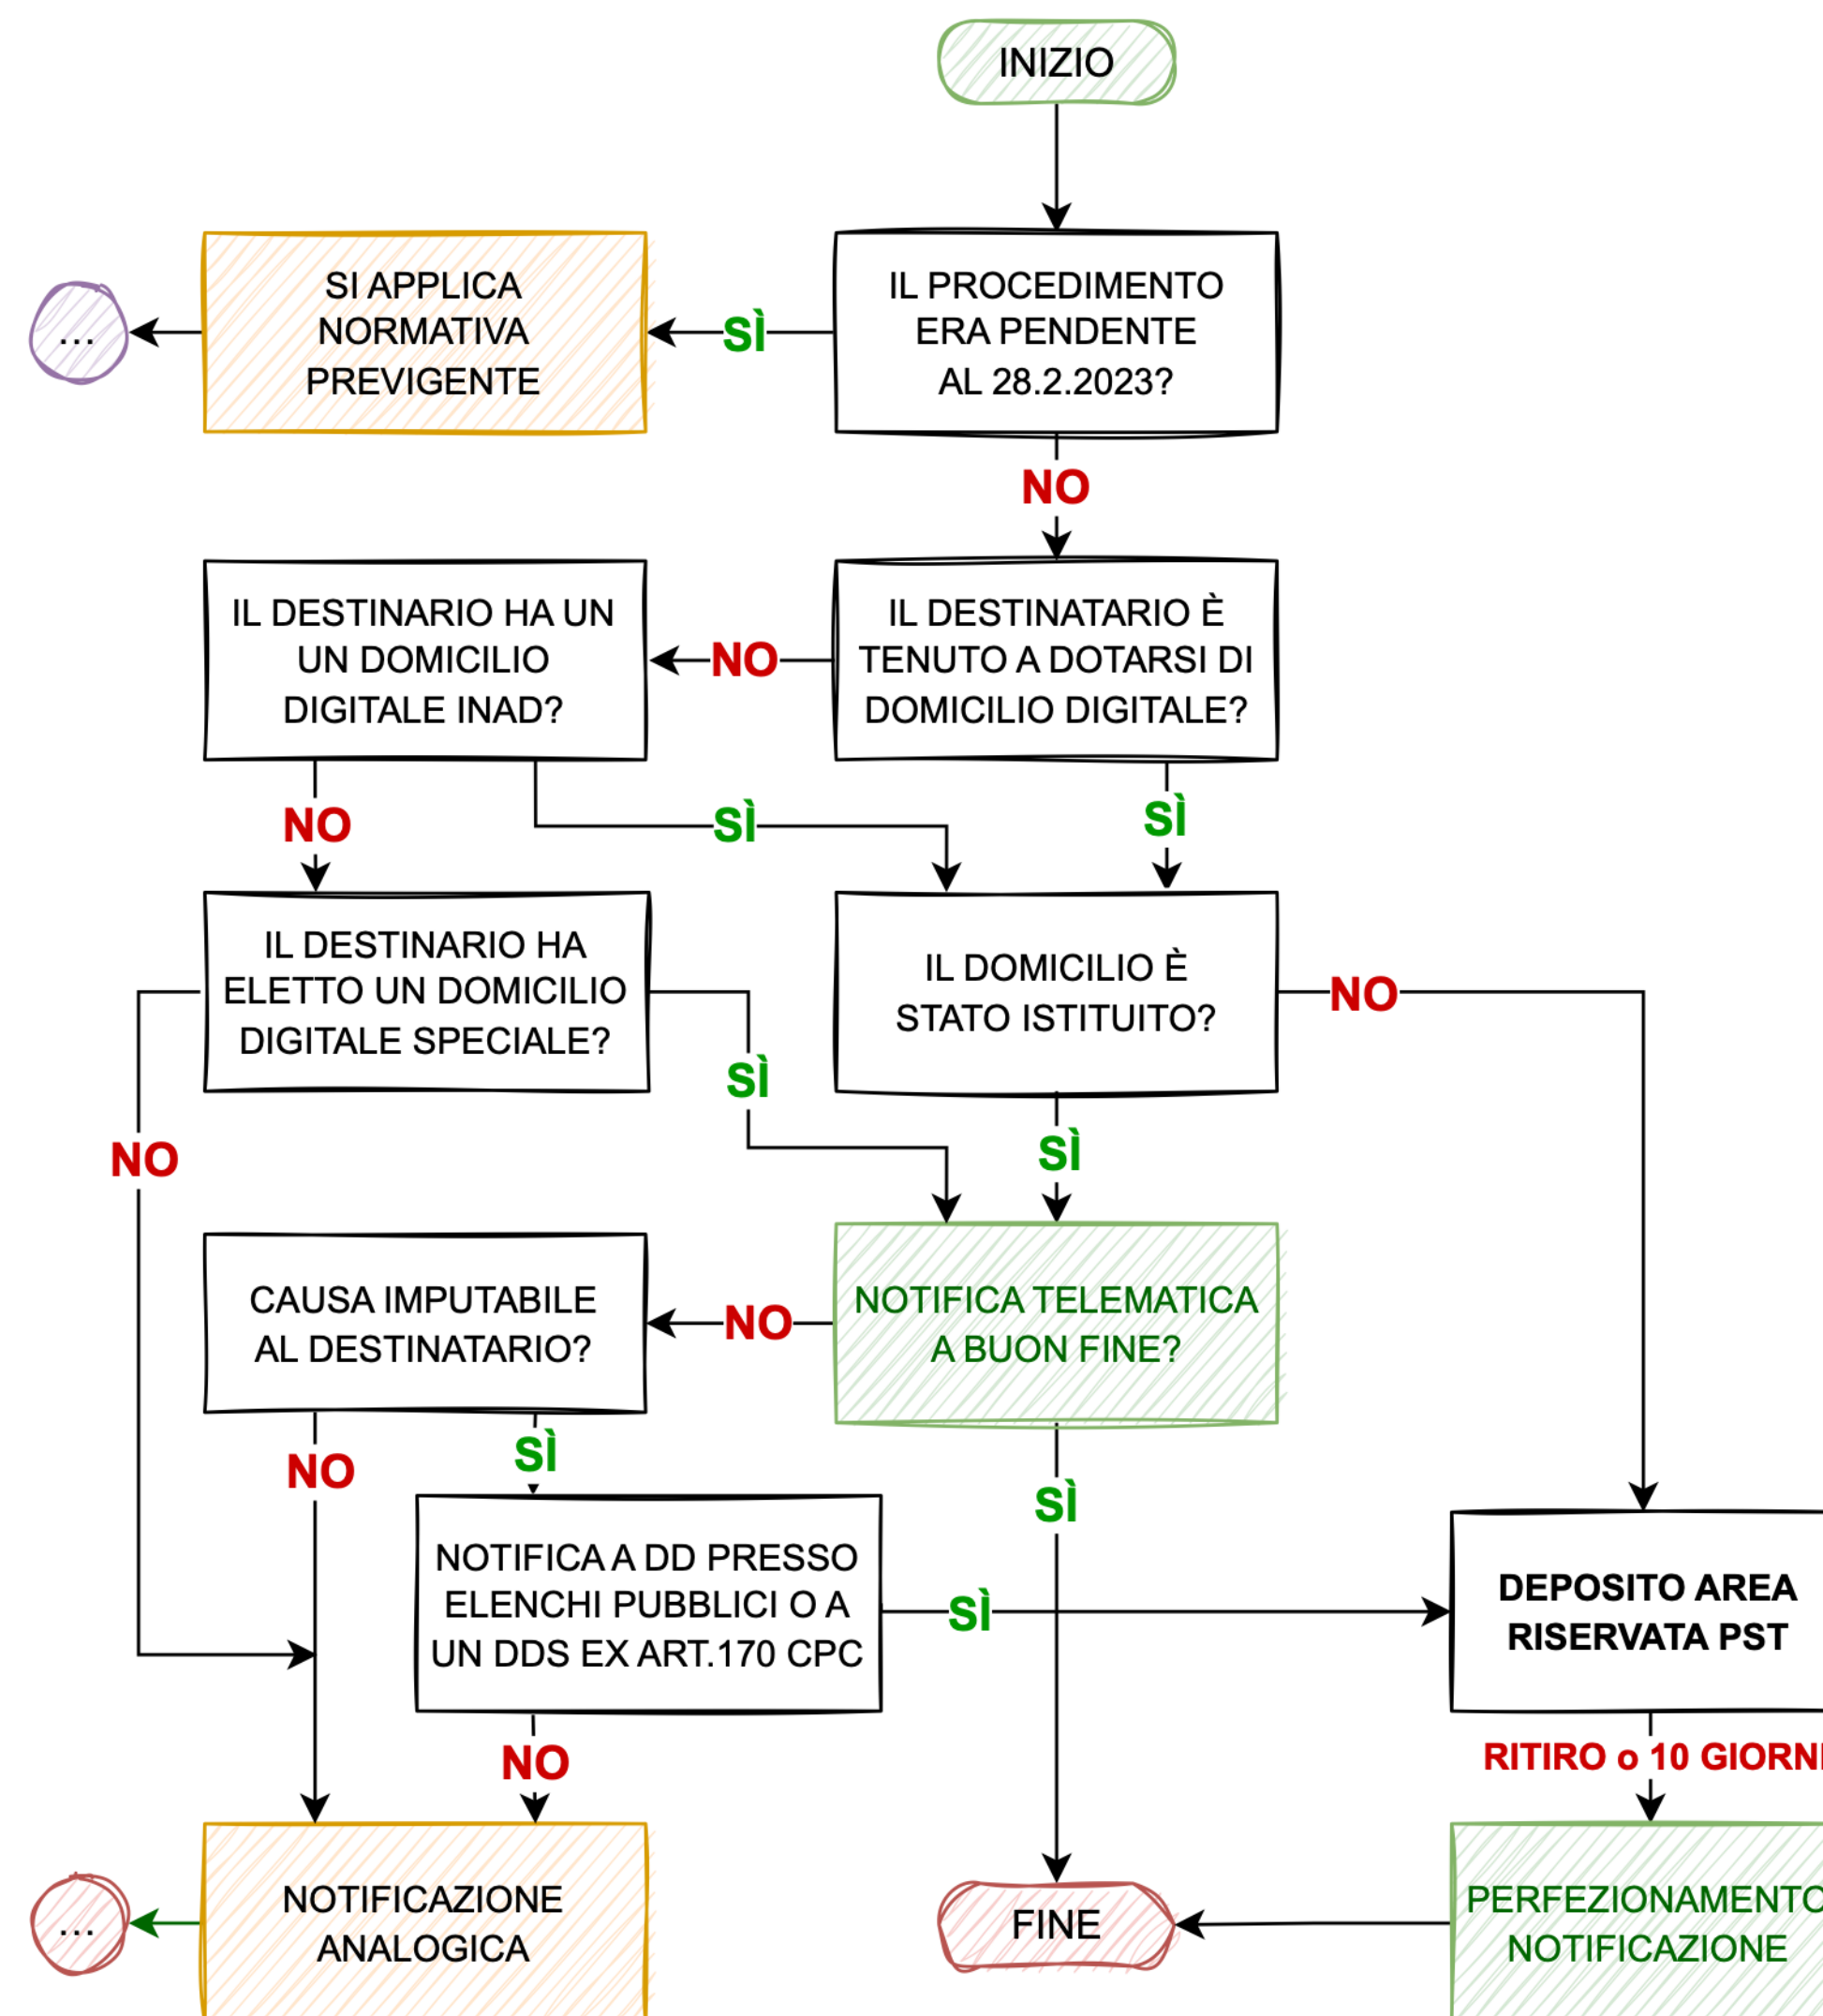 INIZIO
SI APPLICA
NORMATIVA
PREVIGENTE
...
SÌ
IL PROCEDIMENTO
ERA PENDENTE
AL 28.2.2023?
NO
IL DESTINARIO HA UN
UN DOMICILIO
DIGITALE INAD?
NO
IL DESTINATARIO È
TENUTO A DOTARSI DI
DOMICILIO DIGITALE?
NO
SÌ
SÌ
IL DESTINARIO HA
ELETTO UN DOMICILIO
DIGITALE SPECIALE?
IL DOMICILIO È
STATO ISTITUITO?
NO
SÌ
NO
SÌ
CAUSA IMPUTABILE
AL DESTINATARIO?
NO
NOTIFICA TELEMATICA
A BUON FINE?
NO
SÌ
SÌ
NOTIFICA A DD PRESSO
ELENCHI PUBBLICI O A
UN DDS EX ART.170 CPC
SÌ
DEPOSITO AREA
RISERVATA PST
NO
RITIRO o 10 GIORNI
...
NOTIFICAZIONE
ANALOGICA
FINE
PERFEZIONAMENTO
NOTIFICAZIONE